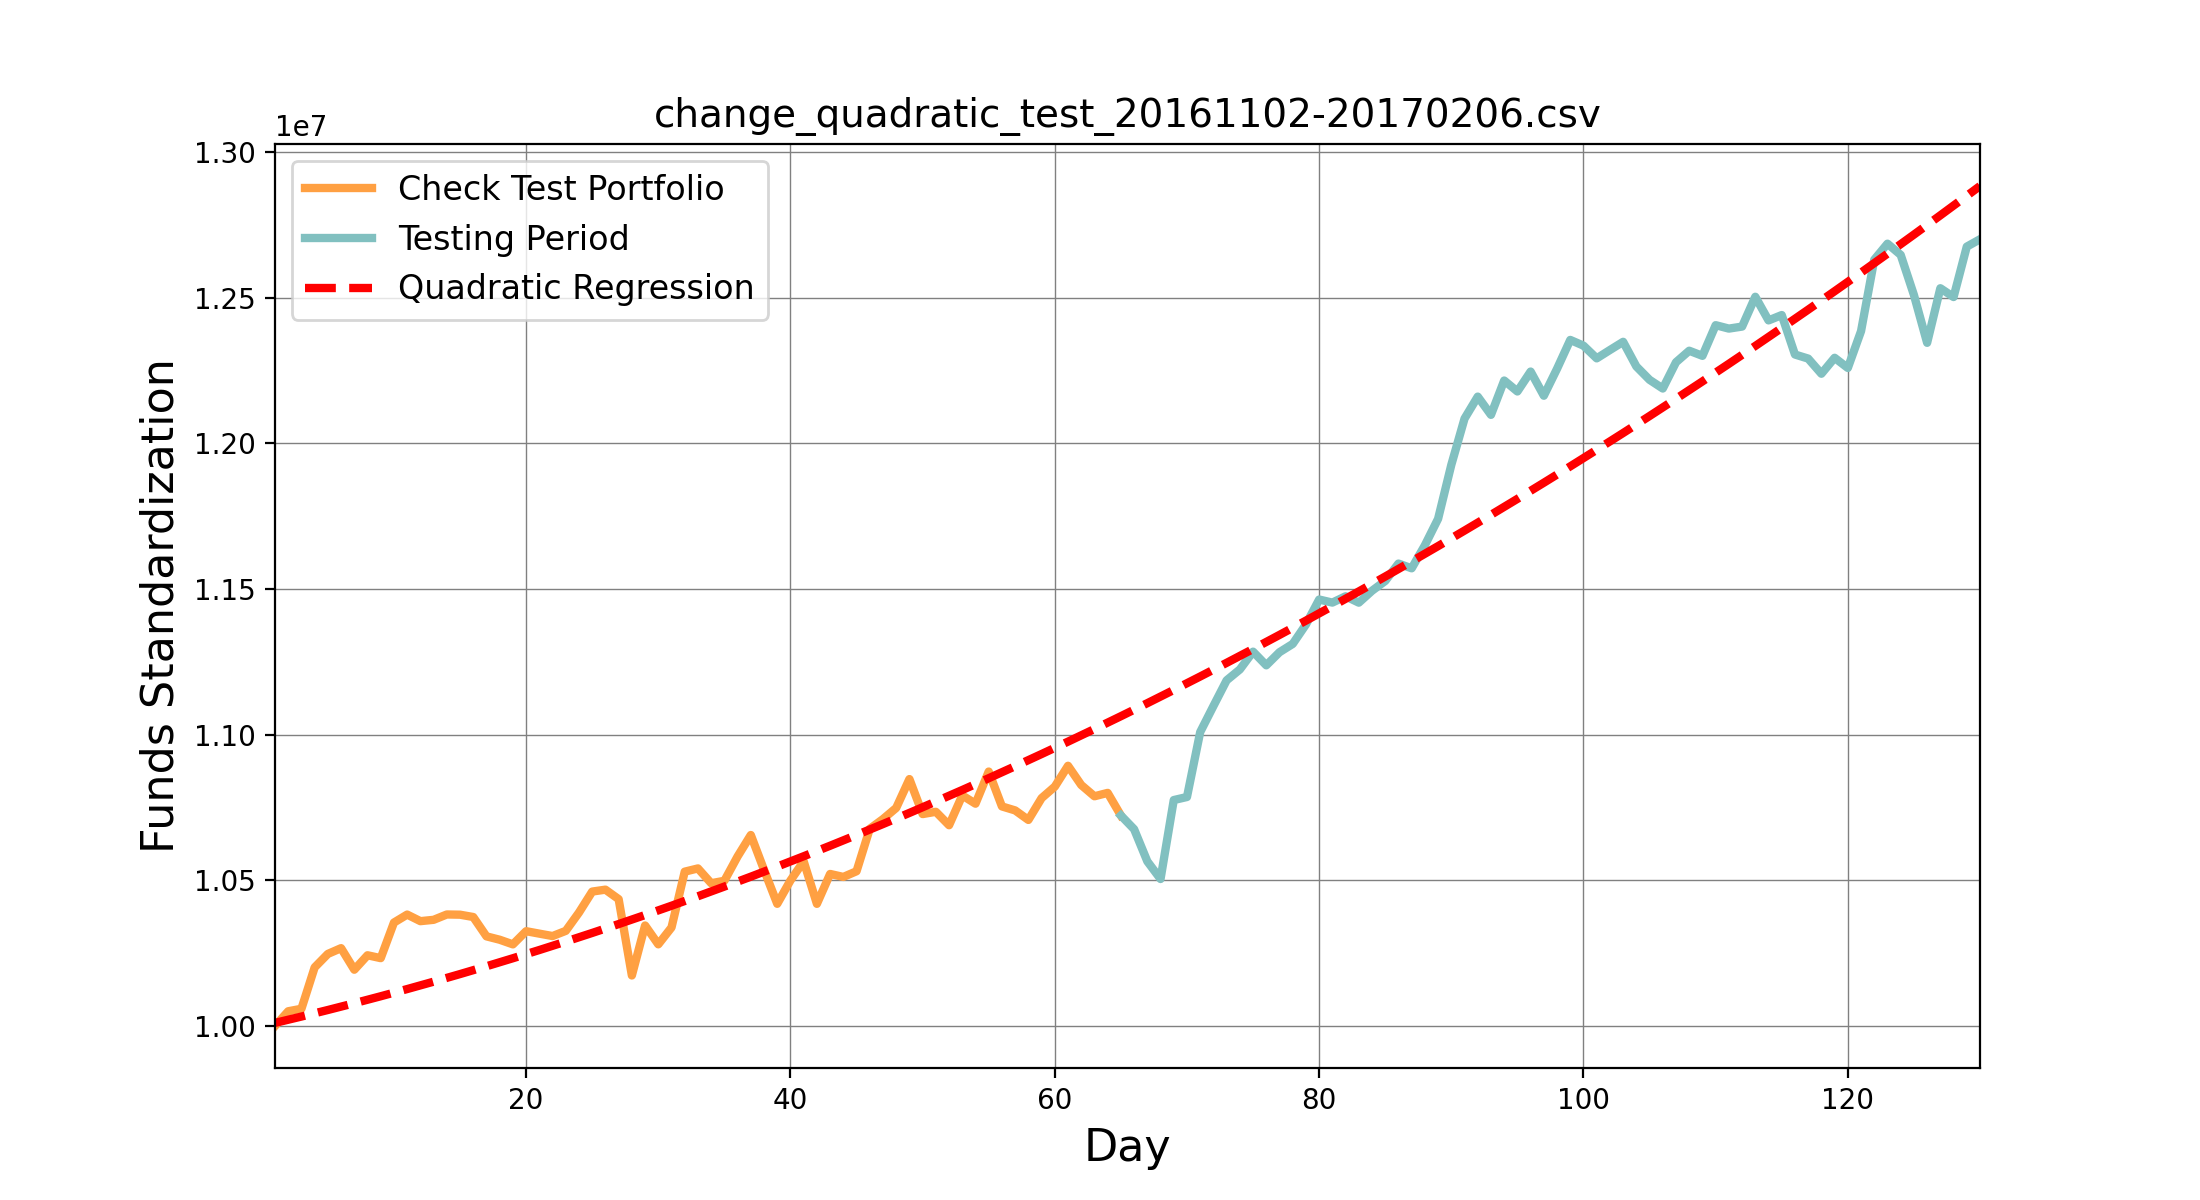 change_quadratic_test_20161102-20170206.csv
1e7
1.30
1.25
1.20
1.15
1.10
1.05
1.00
Funds Standardization
Check Test Portfolio
Testing Period
Quadratic Regression
20
40
60
80
100
120
Day